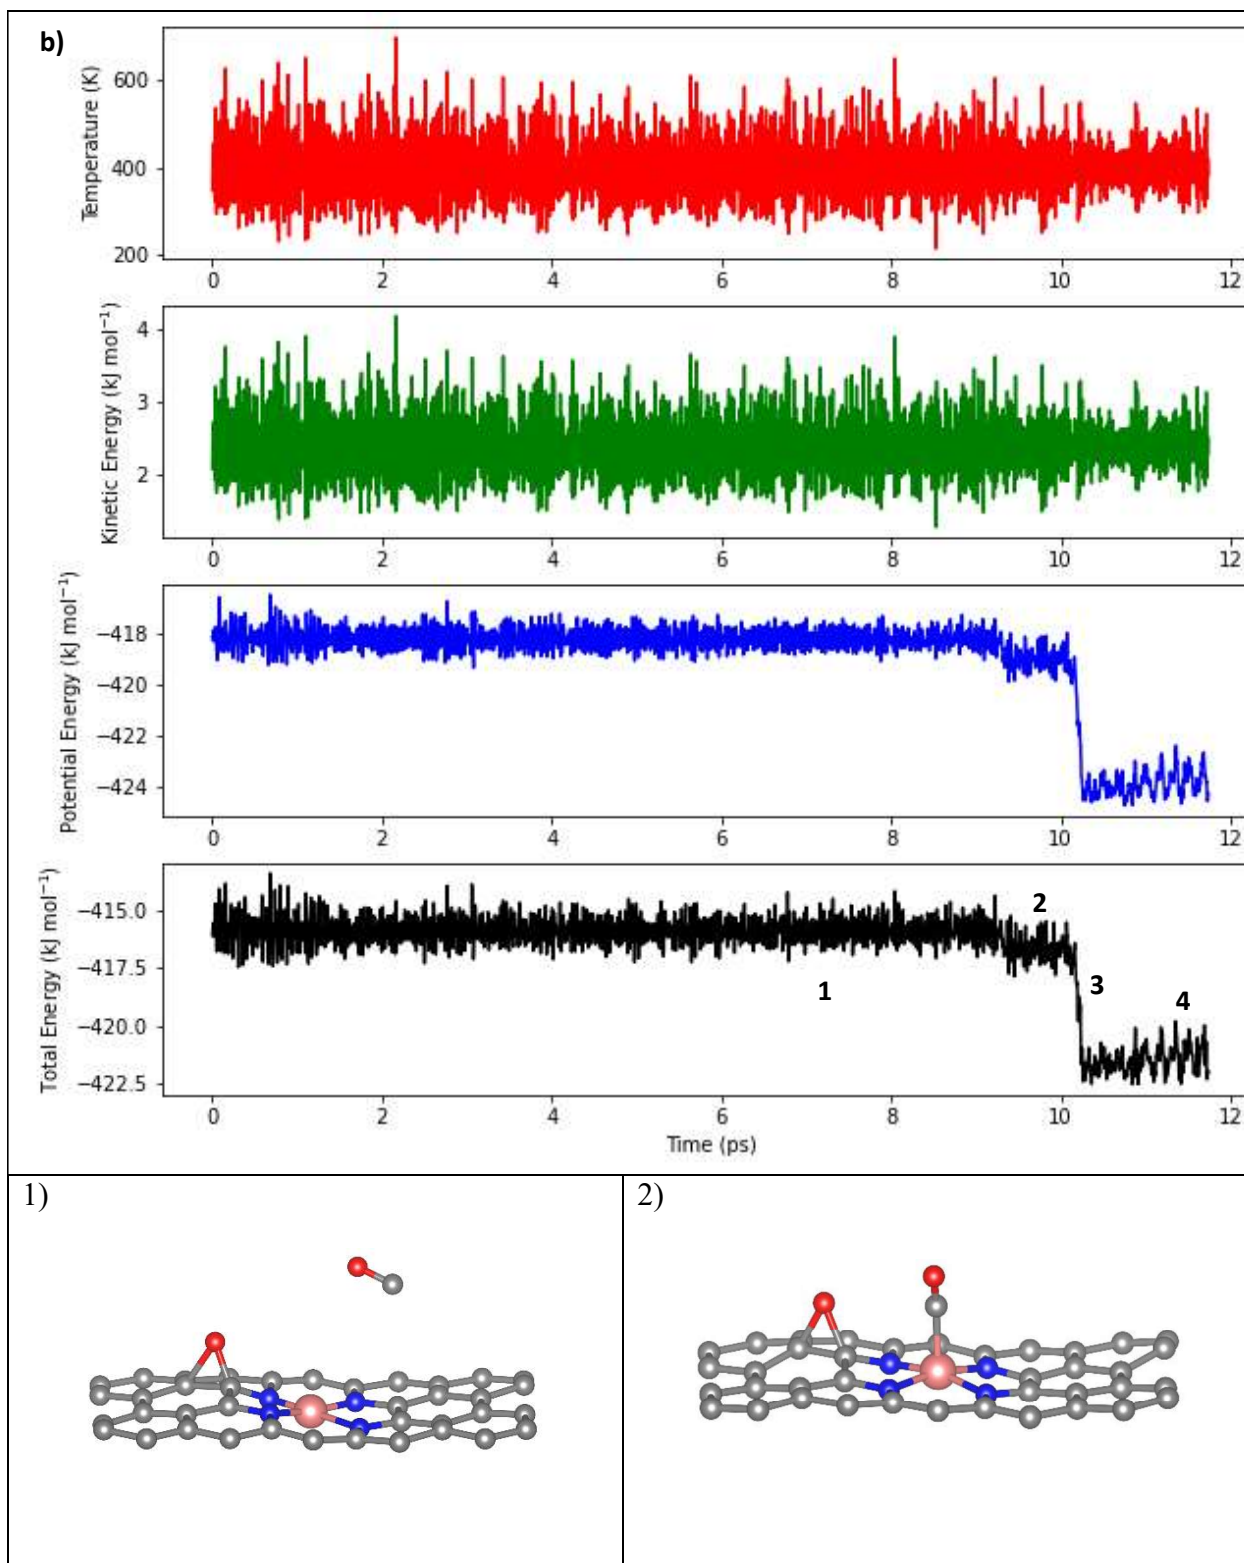 b)
Temperature (K)
600
400
200
0 2 4 6 8 10 12
Kinetic Energy (kJ mol⁻¹)
4
3
2
0 2 4 6 8 10 12
Potential Energy (kJ mol⁻¹)
−418
−420
−422
−424
0 2 4 6 8 10 12
Total Energy (kJ mol⁻¹)
−415.0
−417.5
−420.0
−422.5
1
2
3
4
0 2 4 6 8 10 12
Time (ps)
1)
2)